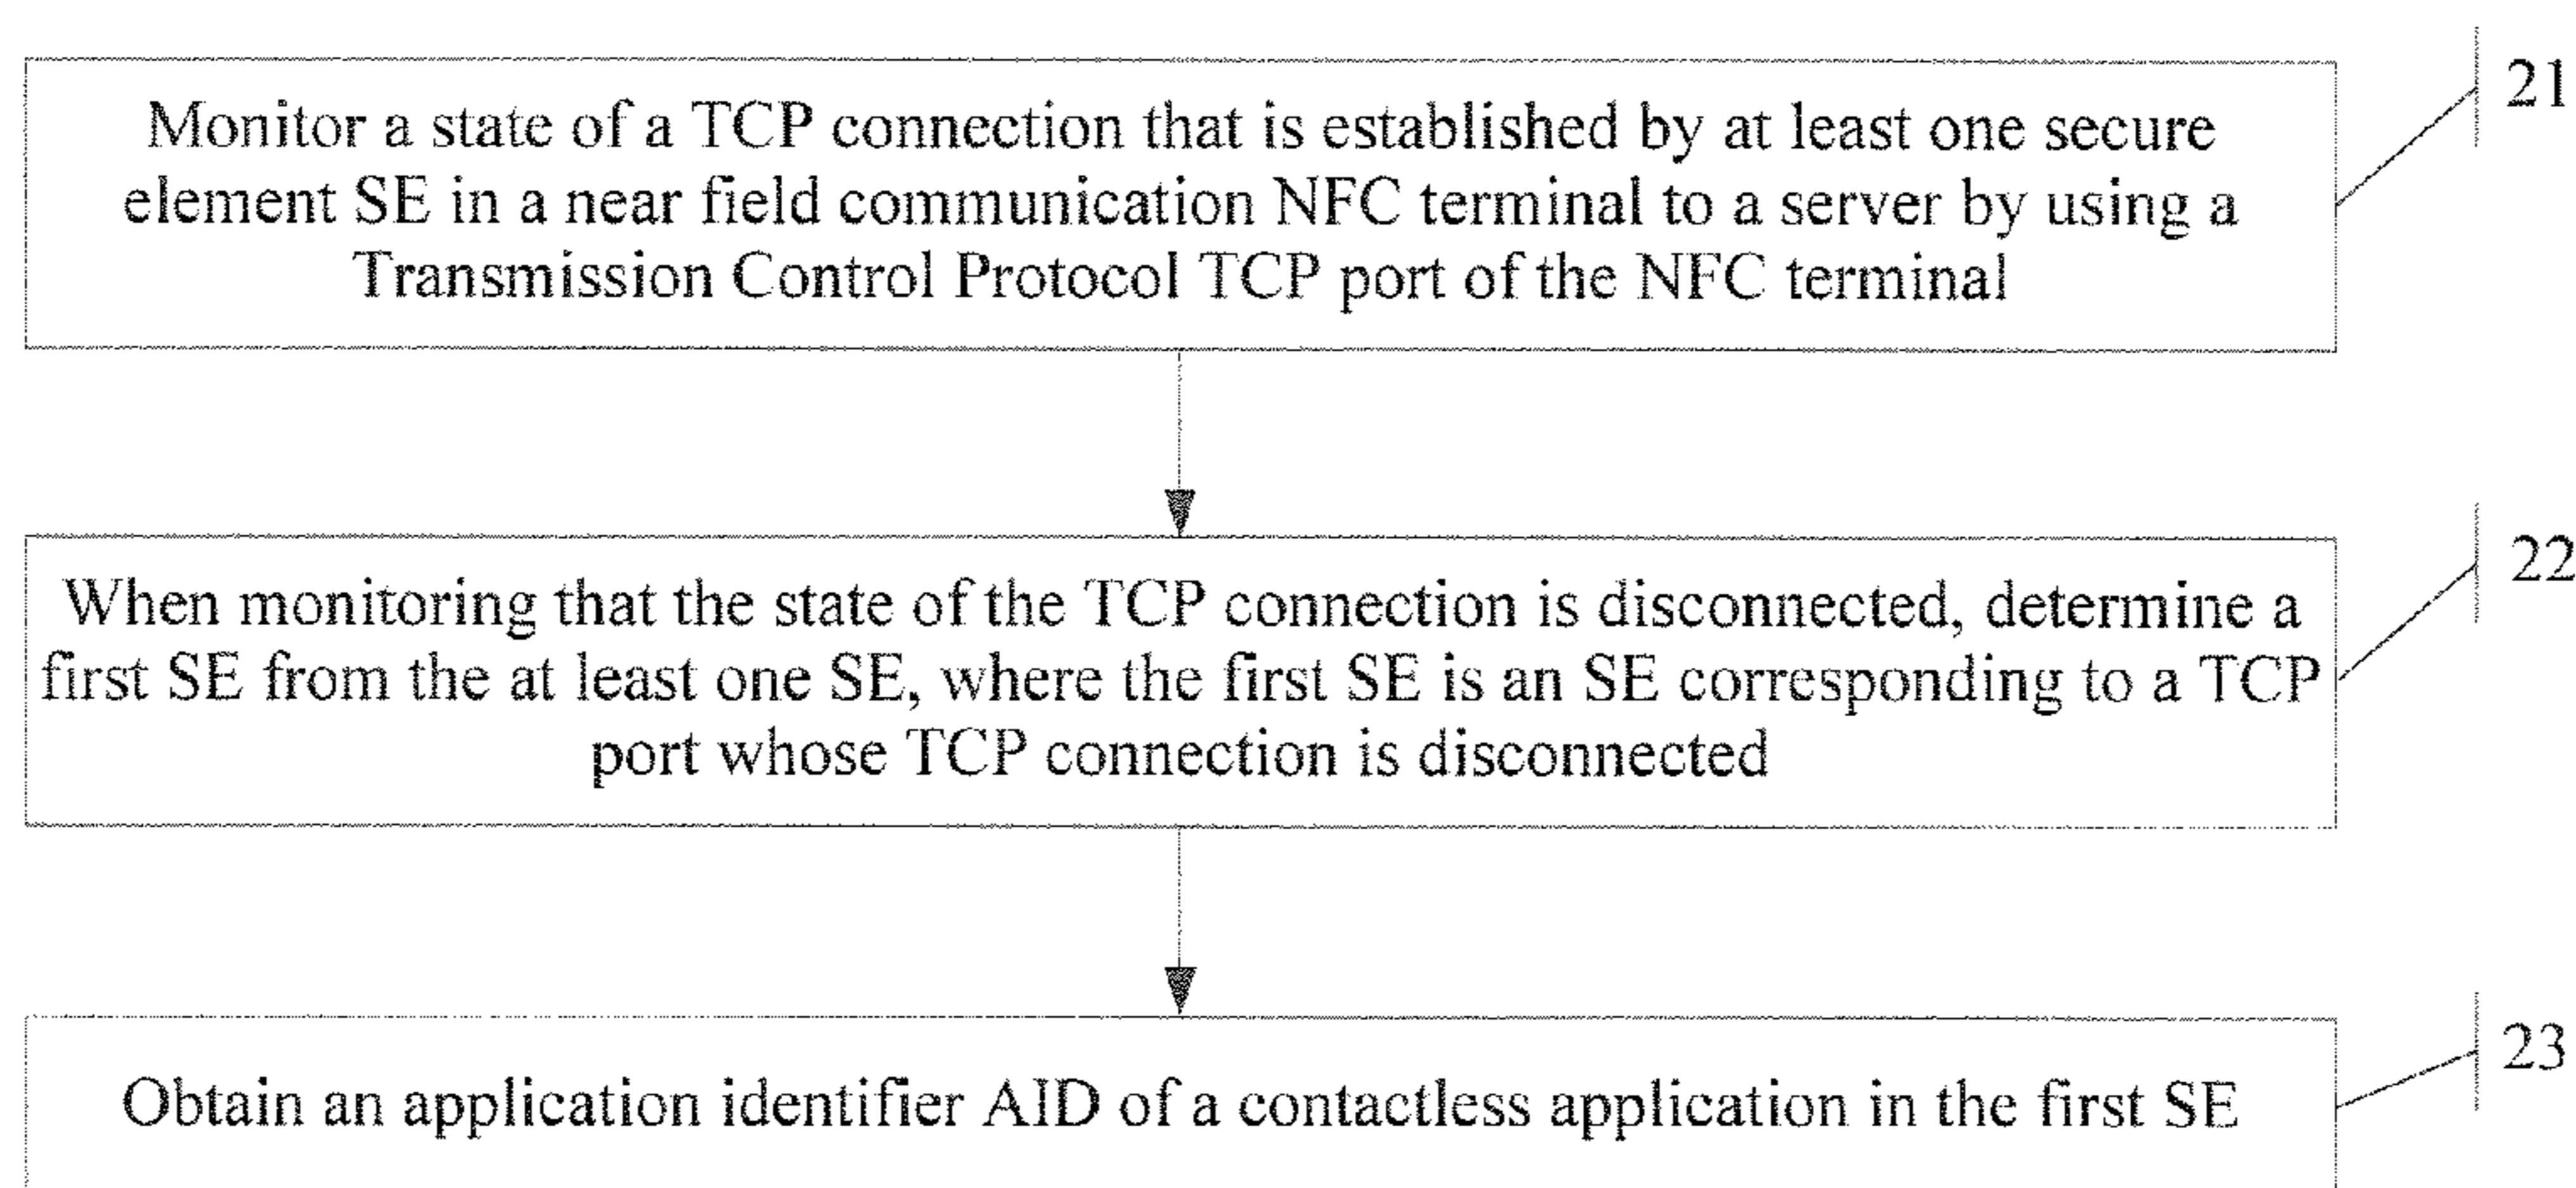 Monitor a state of a TCP connection that is established by at least one secure
element SE in a near field communication NFC terminal to a server by using a
Transmission Control Protocol TCP port of the NFC terminal
21
When monitoring that the state of the TCP connection is disconnected, determine a
first SE from the at least one SE, where the first SE is an SE corresponding to a TCP
port whose TCP connection is disconnected
22
Obtain an application identifier AID of a contactless application in the first SE
23